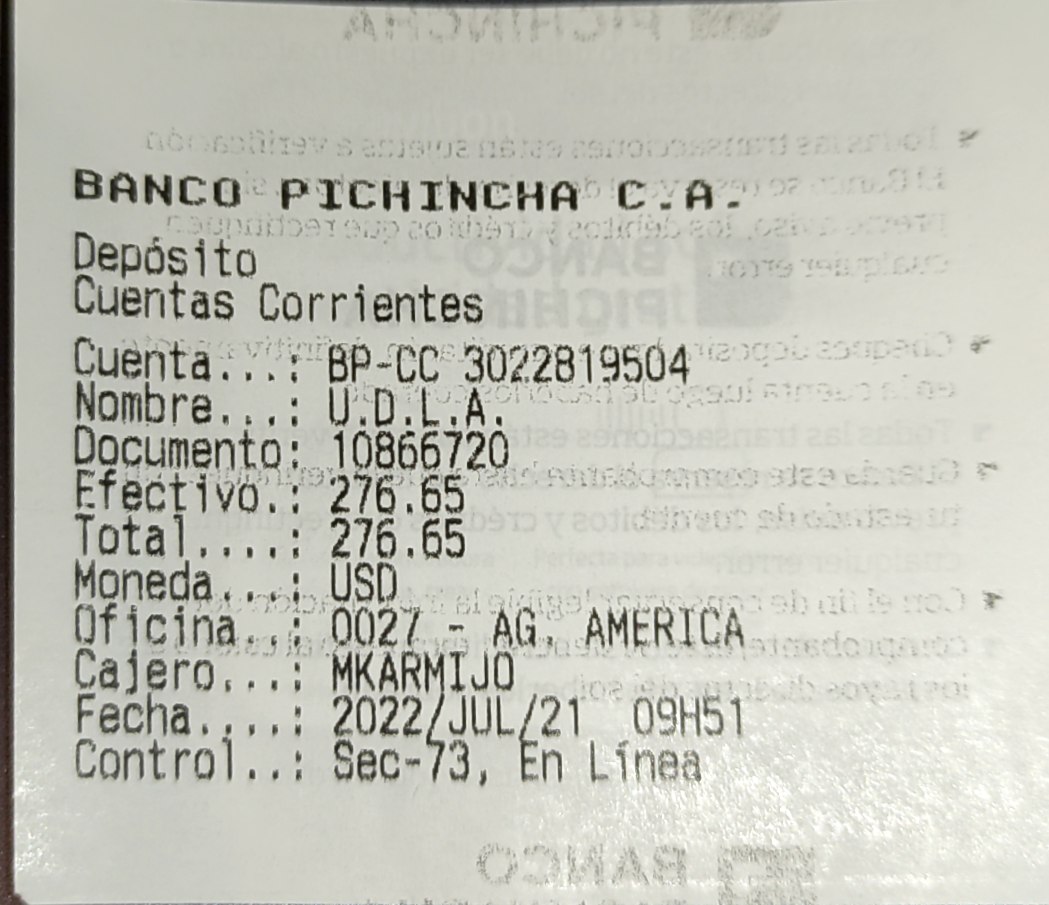 BANCO PICHINCHA C.A.
Depósito
Cuentas Corrientes
Cuenta...: BP-CC 3022819504
Nombre...: U.D.L.A.
Documento: 10866720
Efectivo.: 276.65
Total....: 276.65
Moneda...: USD
Oficina..: 0027 - AG. AMERICA
Cajero...: MKARMIJO
Fecha....: 2022/JUL/21 09H51
Control..: Sec-73, En Línea